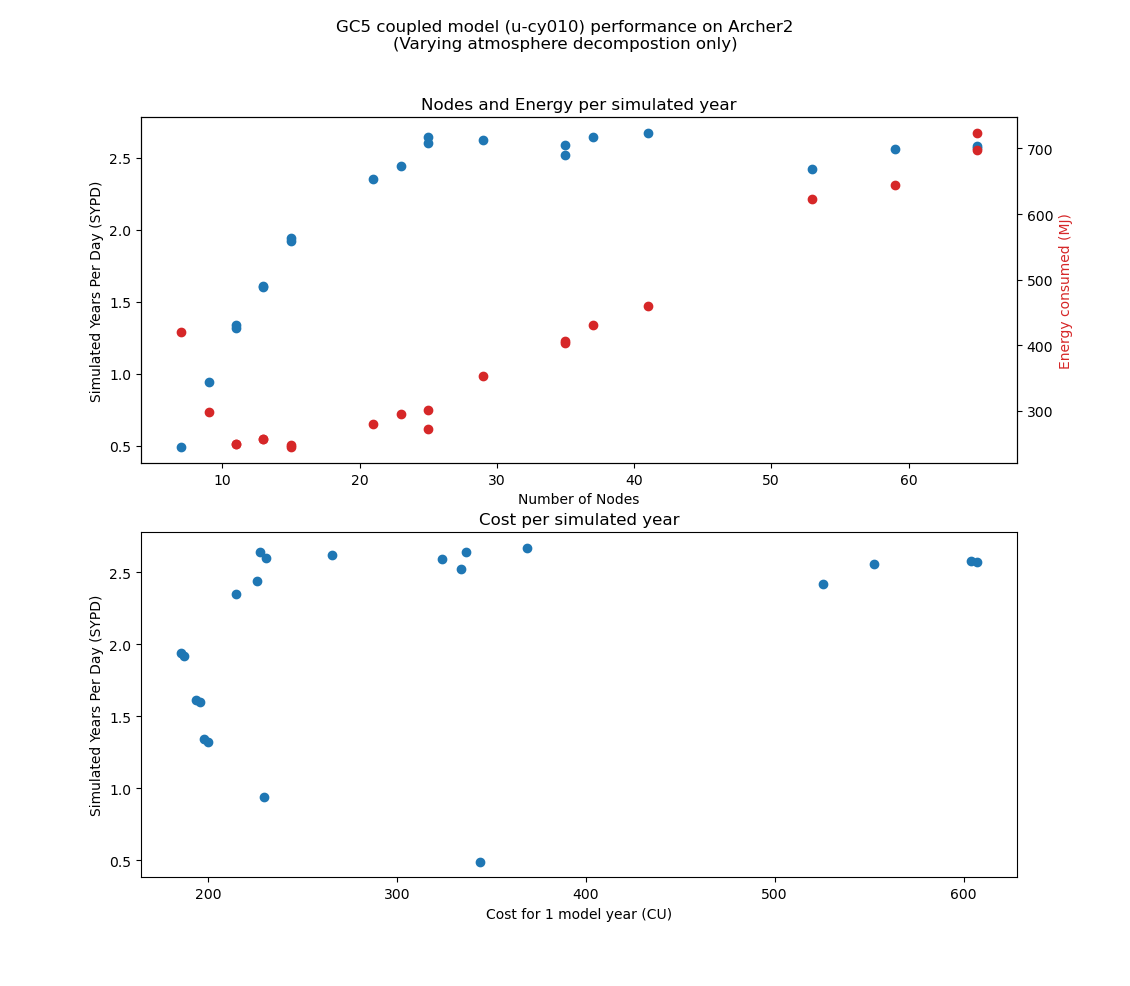 GC5 coupled model (u-cy010) performance on Archer2
(Varying atmosphere decompostion only)
Nodes and Energy per simulated year
Simulated Years Per Day (SYPD)
2.5
2.0
1.5
1.0
0.5
700
600
500
400
300
Energy consumed (MJ)
10 20 30 40 50 60
Number of Nodes
Cost per simulated year
Simulated Years Per Day (SYPD)
2.5
2.0
1.5
1.0
0.5
200 300 400 500 600
Cost for 1 model year (CU)